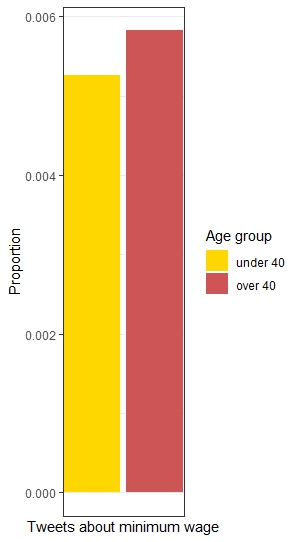 0.006
0.004
0.002
0.000
Proportion
Tweets about minimum wage
Age group
under 40
over 40